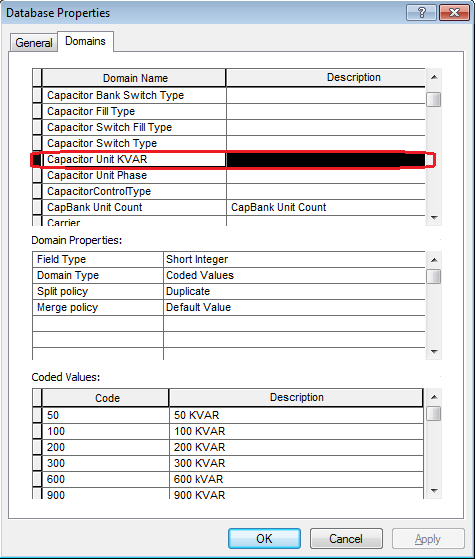 Database Properties
General Domains
Domain Name Description
Capacitor Bank Switch Type
Capacitor Fill Type
Capacitor Switch Fill Type
Capacitor Switch Type
Capacitor Unit KVAR
Capacitor Unit Phase
CapacitorControlType
CapBank Unit Count CapBank Unit Count
Carrier
Domain Properties:
Field Type Short Integer
Domain Type Coded Values
Split policy Duplicate
Merge policy Default Value
Coded Values:
Code Description
50 50 KVAR
100 100 KVAR
200 200 KVAR
300 300 KVAR
600 600 kVAR
900 900 KVAR
OK Cancel Apply